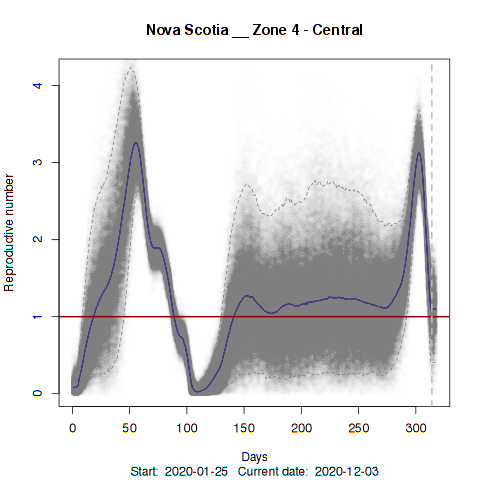 Nova Scotia __ Zone 4 - Central
Reproductive number
4
3
2
1
0
0 50 100 150 200 250 300
Days
Start: 2020-01-25 Current date: 2020-12-03